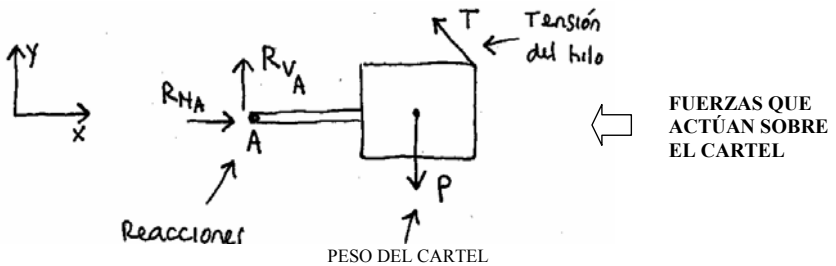 Y
X
R_HA
R_VA
A
T
Tensión
del hilo
P
Reacciones
PESO DEL CARTEL
FUERZAS QUE
ACTÚAN SOBRE
EL CARTEL